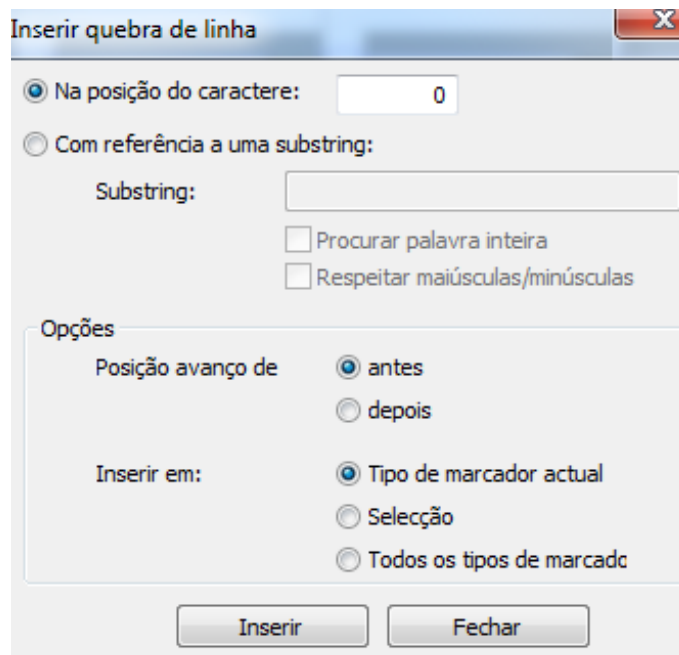 Inserir quebra de linha
Na posição do caractere: 0
Com referência a uma substring:
Substring:
Procurar palavra inteira
Respeitar maiúsculas/minúsculas
Opções
Posição avanço de antes
depois
Inserir em: Tipo de marcador actual
Selecção
Todos os tipos de marcado
Inserir Fechar